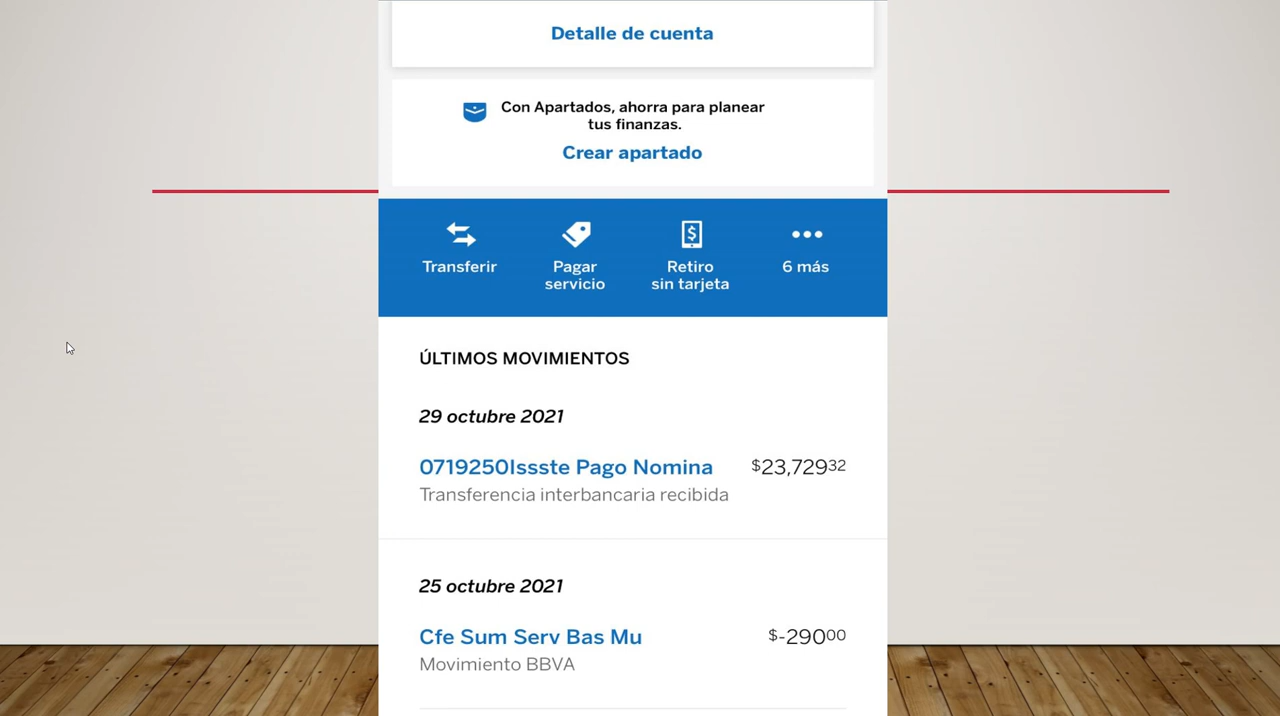 Detalle de cuenta
Con Apartados, ahorra para planear
tus finanzas.
Crear apartado
Transferir
Pagar
servicio
Retiro
sin tarjeta
6 más
ÚLTIMOS MOVIMIENTOS
29 octubre 2021
0719250Issste Pago Nomina $23,72932
Transferencia interbancaria recibida
25 octubre 2021
Cfe Sum Serv Bas Mu $-29000
Movimiento BBVA